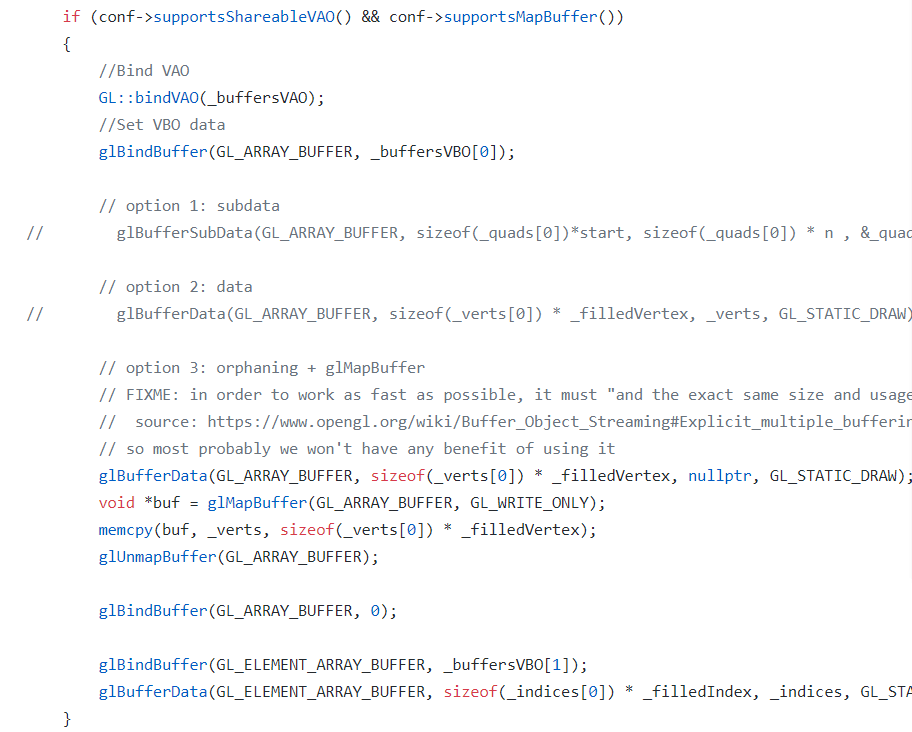 if (conf->supportsShareableVAO() && conf->supportsMapBuffer())
{
//Bind VAO
GL::bindVAO(_buffersVAO);
//Set VBO data
glBindBuffer(GL_ARRAY_BUFFER, _buffersVBO[0]);
// option 1: subdata
// glBufferSubData(GL_ARRAY_BUFFER, sizeof(_quads[0])*start, sizeof(_quads[0]) * n , &_quad
// option 2: data
// glBufferData(GL_ARRAY_BUFFER, sizeof(_verts[0]) * _filledVertex, _verts, GL_STATIC_DRAW)
// option 3: orphaning + glMapBuffer
// FIXME: in order to work as fast as possible, it must "and the exact same size and usage
// source: https://www.opengl.org/wiki/Buffer_Object_Streaming#Explicit_multiple_bufferin
// so most probably we won't have any benefit of using it
glBufferData(GL_ARRAY_BUFFER, sizeof(_verts[0]) * _filledVertex, nullptr, GL_STATIC_DRAW);
void *buf = glMapBuffer(GL_ARRAY_BUFFER, GL_WRITE_ONLY);
memcpy(buf, _verts, sizeof(_verts[0]) * _filledVertex);
glUnmapBuffer(GL_ARRAY_BUFFER);
glBindBuffer(GL_ARRAY_BUFFER, 0);
glBindBuffer(GL_ELEMENT_ARRAY_BUFFER, _buffersVBO[1]);
glBufferData(GL_ELEMENT_ARRAY_BUFFER, sizeof(_indices[0]) * _filledIndex, _indices, GL_STA
}